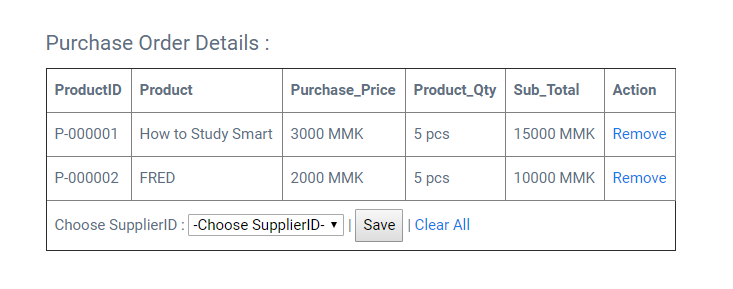 Purchase Order Details :
ProductID Product Purchase_Price Product_Qty Sub_Total Action
P-000001 How to Study Smart 3000 MMK 5 pcs 15000 MMK Remove
P-000002 FRED 2000 MMK 5 pcs 10000 MMK Remove
Choose SupplierID : -Choose SupplierID- | Save | Clear All